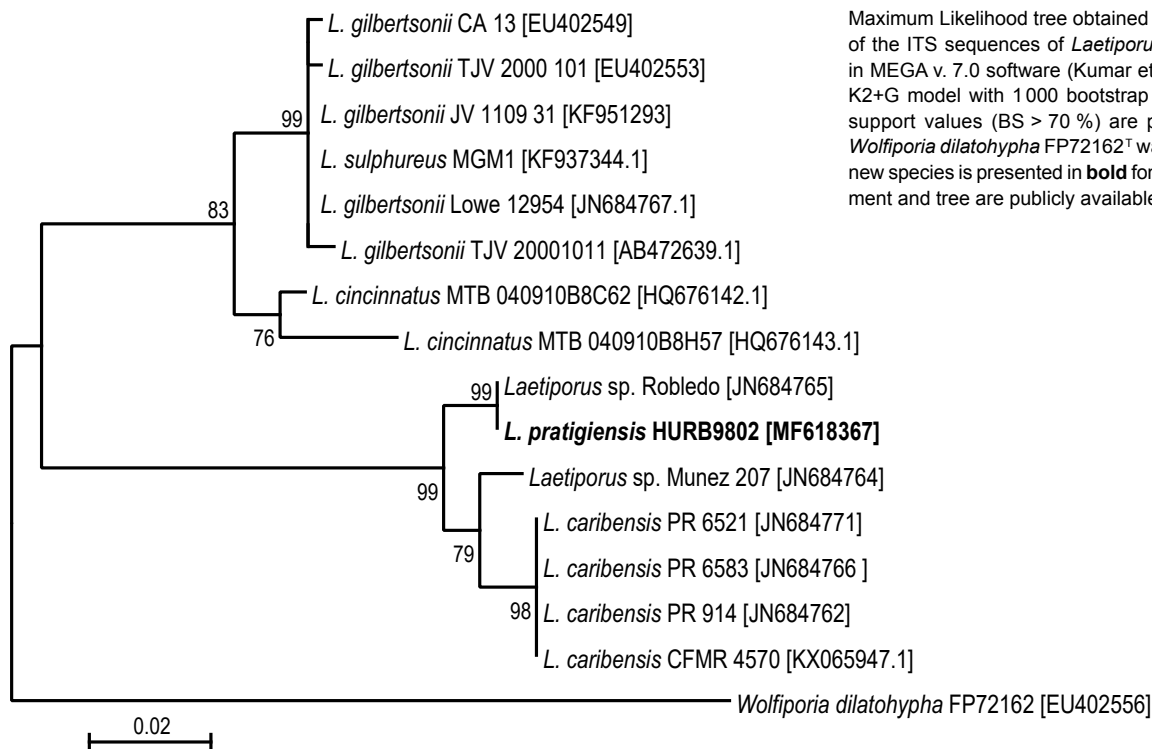 L. gilbertsonii CA 13 [EU402549]
L. gilbertsonii TJV 2000 101 [EU402553]
L. gilbertsonii JV 1109 31 [KF951293]
99
L. sulphureus MGM1 [KF937344.1]
L. gilbertsonii Lowe 12954 [JN684767.1]
83
L. gilbertsonii TJV 20001011 [AB472639.1]
L. cincinnatus MTB 040910B8C62 [HQ676142.1]
76
L. cincinnatus MTB 040910B8H57 [HQ676143.1]
99
Laetiporus sp. Robledo [JN684765]
L. pratigiensis HURB9802 [MF618367]
Laetiporus sp. Munez 207 [JN684764]
99
L. caribensis PR 6521 [JN684771]
79
L. caribensis PR 6583 [JN684766 ]
98
L. caribensis PR 914 [JN684762]
L. caribensis CFMR 4570 [KX065947.1]
Wolfiporia dilatohypha FP72162 [EU402556]
0.02
Maximum Likelihood tree obtained
of the ITS sequences of Laetiporu
in MEGA v. 7.0 software (Kumar et
K2+G model with 1000 bootstrap
support values (BS > 70 %) are p
Wolfiporia dilatohypha FP72162ᵀ wa
new species is presented in bold for
ment and tree are publicly available